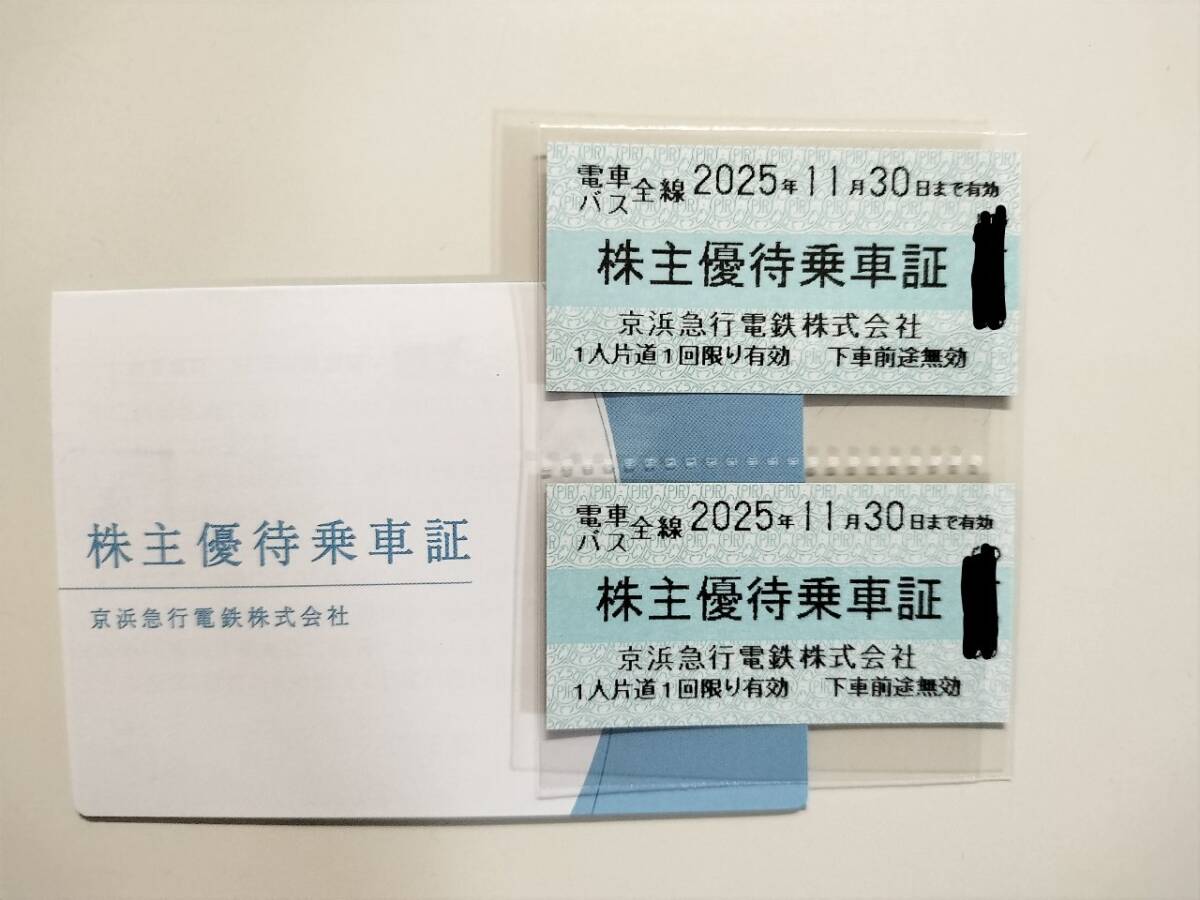 電車バス全線 2025年11月30日まで有効
株主優待乗車証
京浜急行電鉄株式会社
1人片道1回限り有効 下車前途無効
電車バス全線 2025年11月30日まで有効
株主優待乗車証
京浜急行電鉄株式会社
1人片道1回限り有効 下車前途無効
株主優待乗車証
京浜急行電鉄株式会社